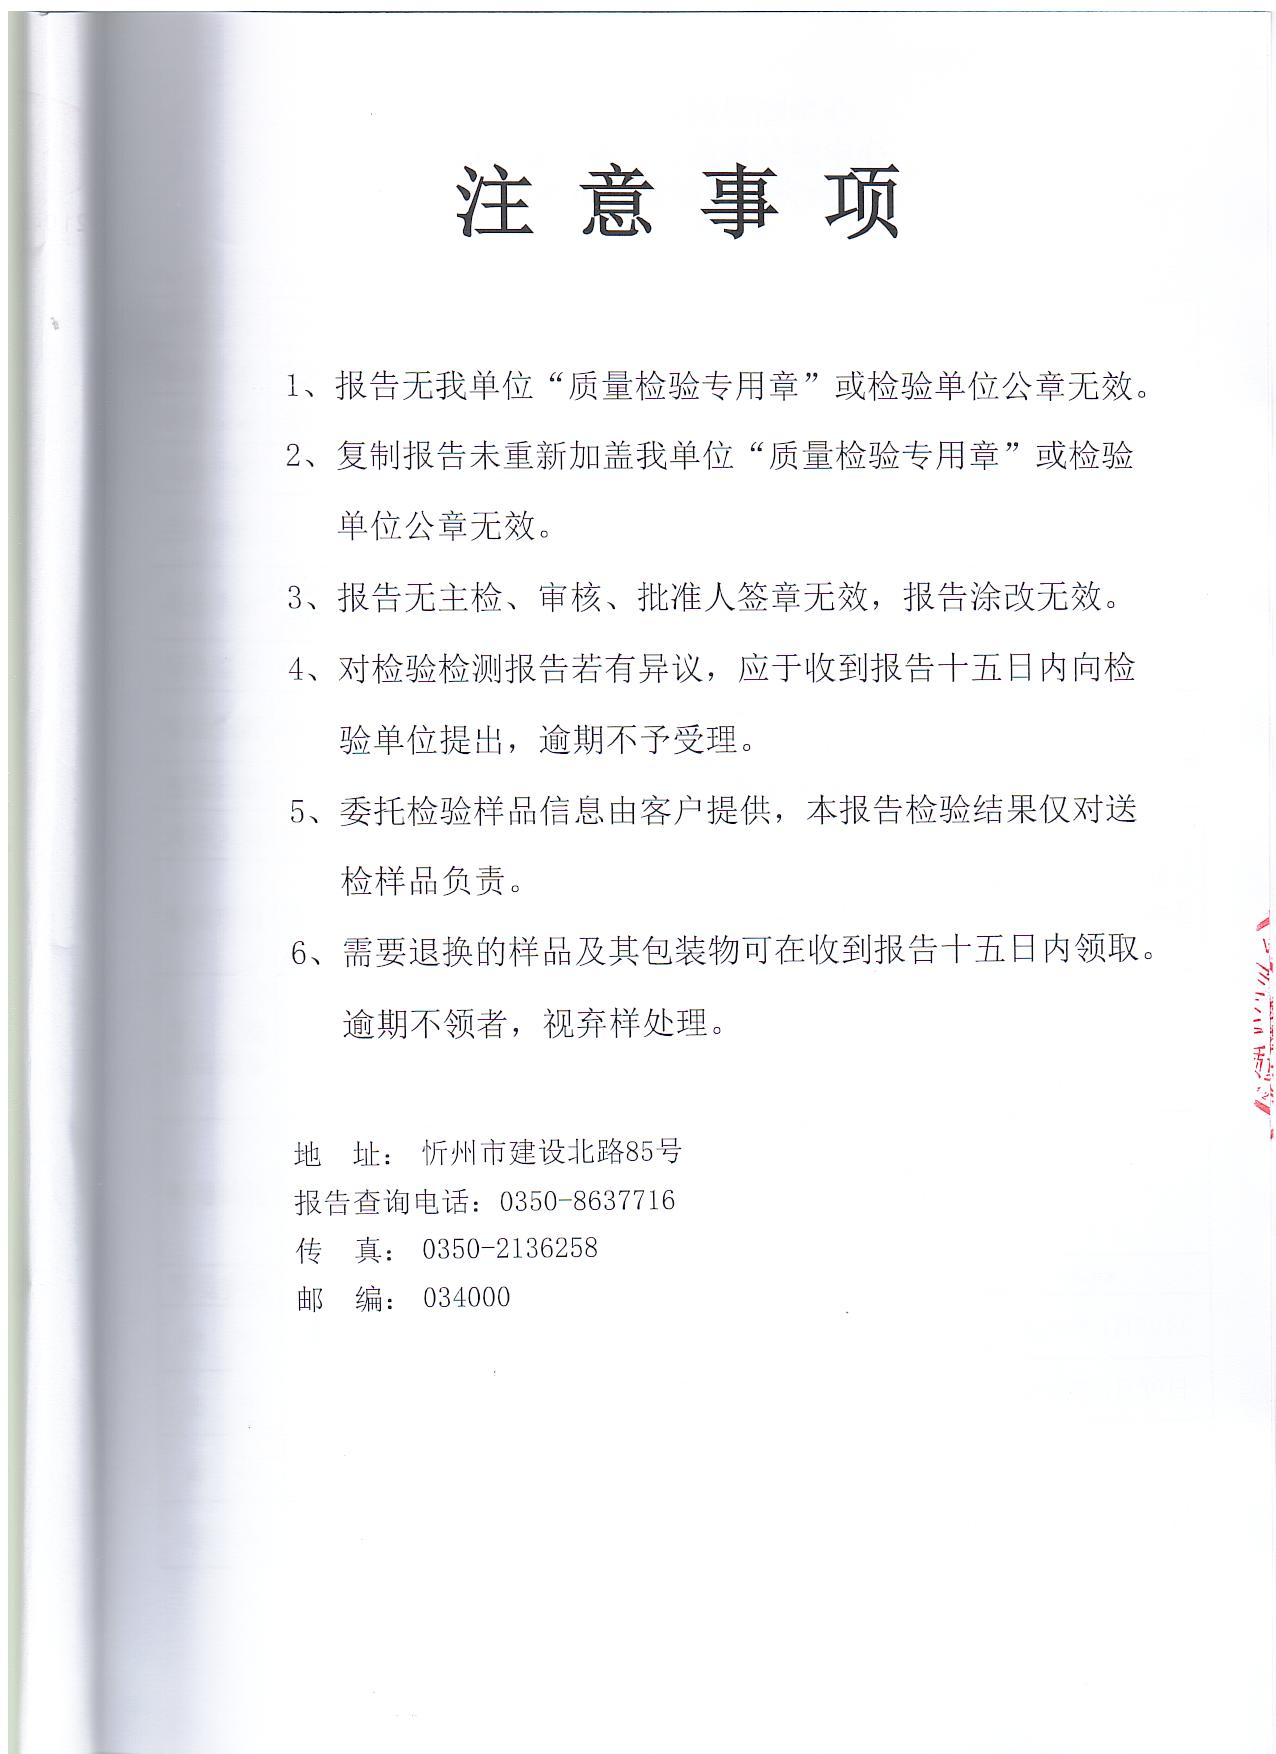 注意事项
1、报告无我单位“质量检验专用章”或检验单位公章无效。
2、复制报告未重新加盖我单位“质量检验专用章”或检验
单位公章无效。
3、报告无主检、审核、批准人签章无效，报告涂改无效。
4、对检验检测报告若有异议，应于收到报告十五日内向检
验单位提出，逾期不予受理。
5、委托检验样品信息由客户提供，本报告检验结果仅对送
检样品负责。
6、需要退换的样品及其包装物可在收到报告十五日内领取。
逾期不领者，视弃样处理。
地 址： 忻州市建设北路85号
报告查询电话：0350-8637716
传 真： 0350-2136258
邮 编： 034000